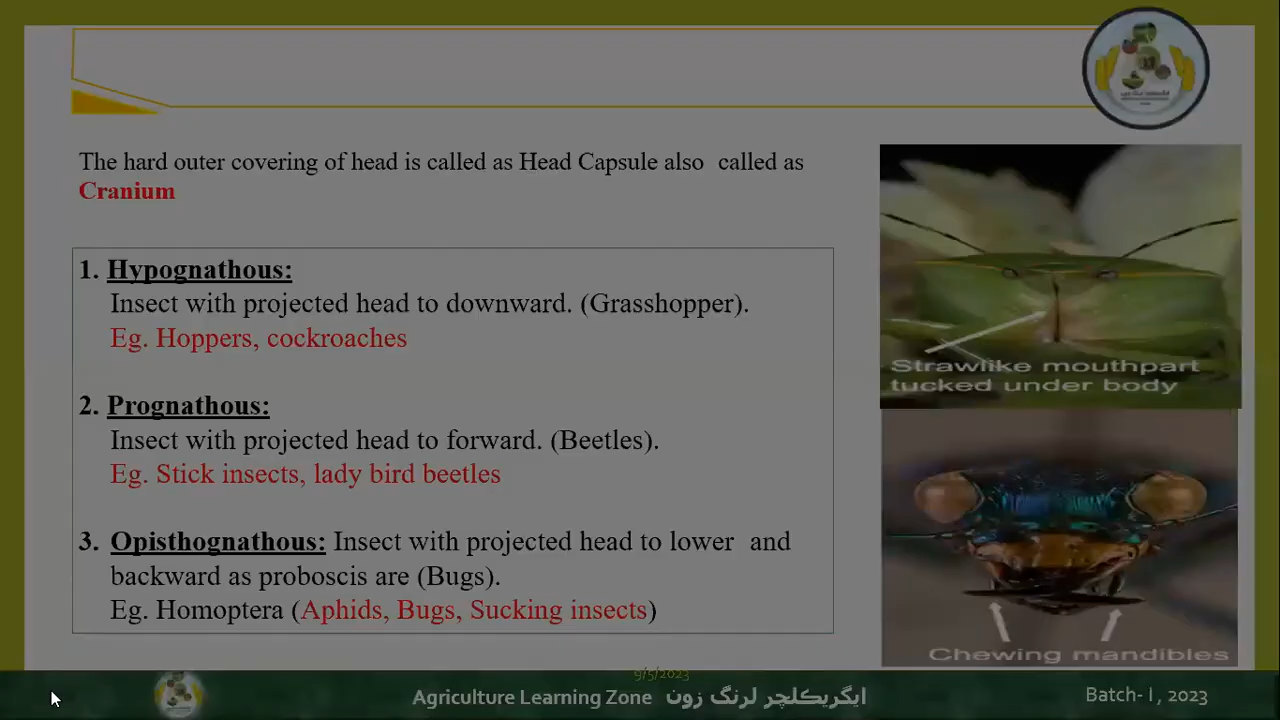 The hard outer covering of head is called as Head Capsule also called as
Cranium
1. Hypognathous:
Insect with projected head to downward. (Grasshopper).
Eg. Hoppers, cockroaches
2. Prognathous:
Insect with projected head to forward. (Beetles).
Eg. Stick insects, lady bird beetles
3. Opisthognathous: Insect with projected head to lower and
backward as proboscis are (Bugs).
Eg. Homoptera (Aphids, Bugs, Sucking insects)
Strawlike mouthpart
tucked under body
Chewing mandibles
9/5/2023
Agriculture Learning Zone ایگریکلچر لرنگ زون
Batch- I , 2023